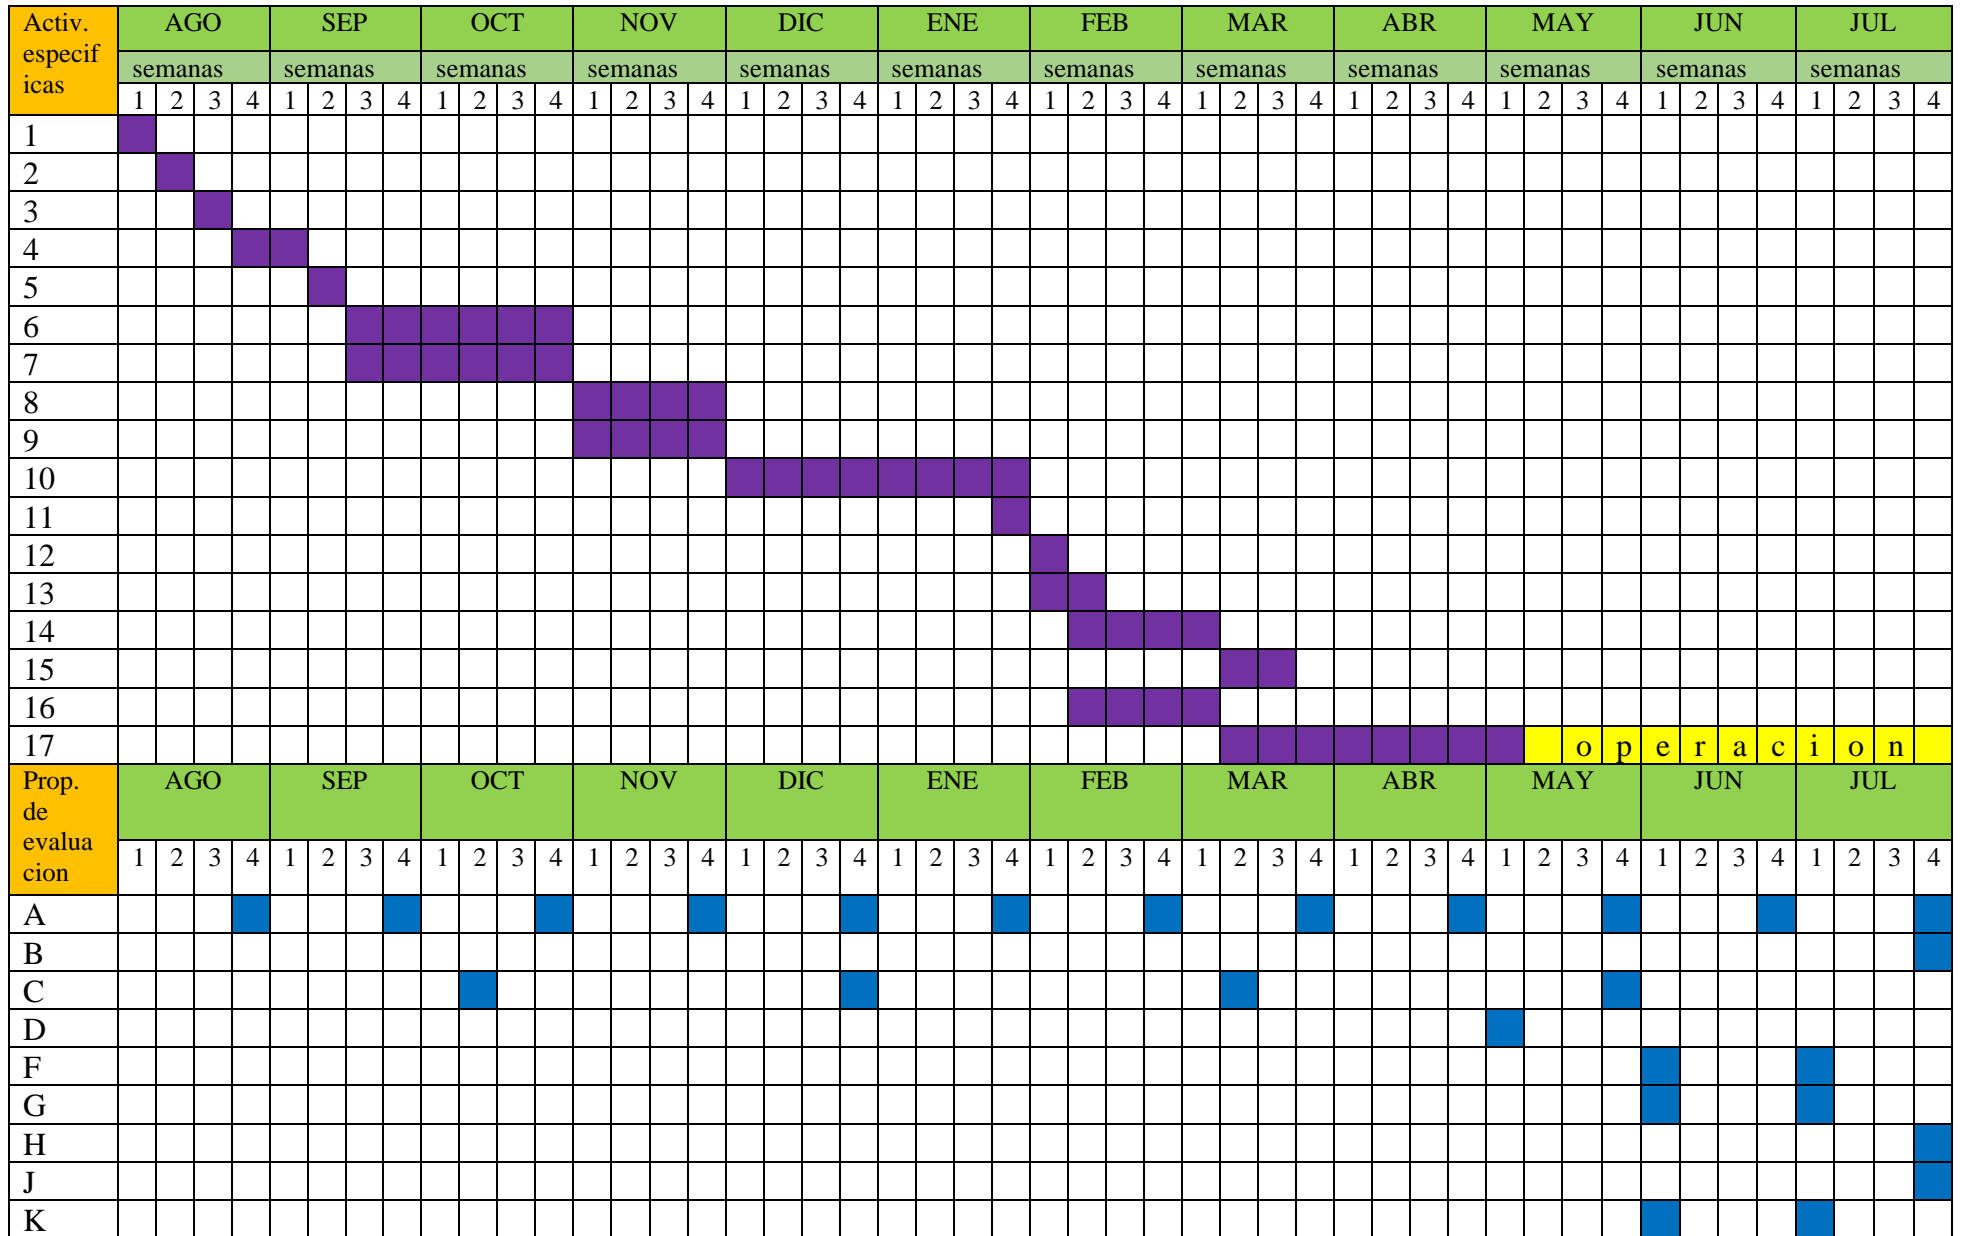 Activ. especif icas AGO SEP OCT NOV DIC ENE FEB MAR ABR MAY JUN JUL
semanas semanas semanas semanas semanas semanas semanas semanas semanas semanas semanas semanas
1 2 3 4 1 2 3 4 1 2 3 4 1 2 3 4 1 2 3 4 1 2 3 4 1 2 3 4 1 2 3 4 1 2 3 4 1 2 3 4 1 2 3 4 1 2 3 4
1
2
3
4
5
6
7
8
9
10
11
12
13
14
15
16
17 o p e r a c i o n
Prop. de evalua cion AGO SEP OCT NOV DIC ENE FEB MAR ABR MAY JUN JUL
1 2 3 4 1 2 3 4 1 2 3 4 1 2 3 4 1 2 3 4 1 2 3 4 1 2 3 4 1 2 3 4 1 2 3 4 1 2 3 4 1 2 3 4 1 2 3 4
A
B
C
D
F
G
H
J
K